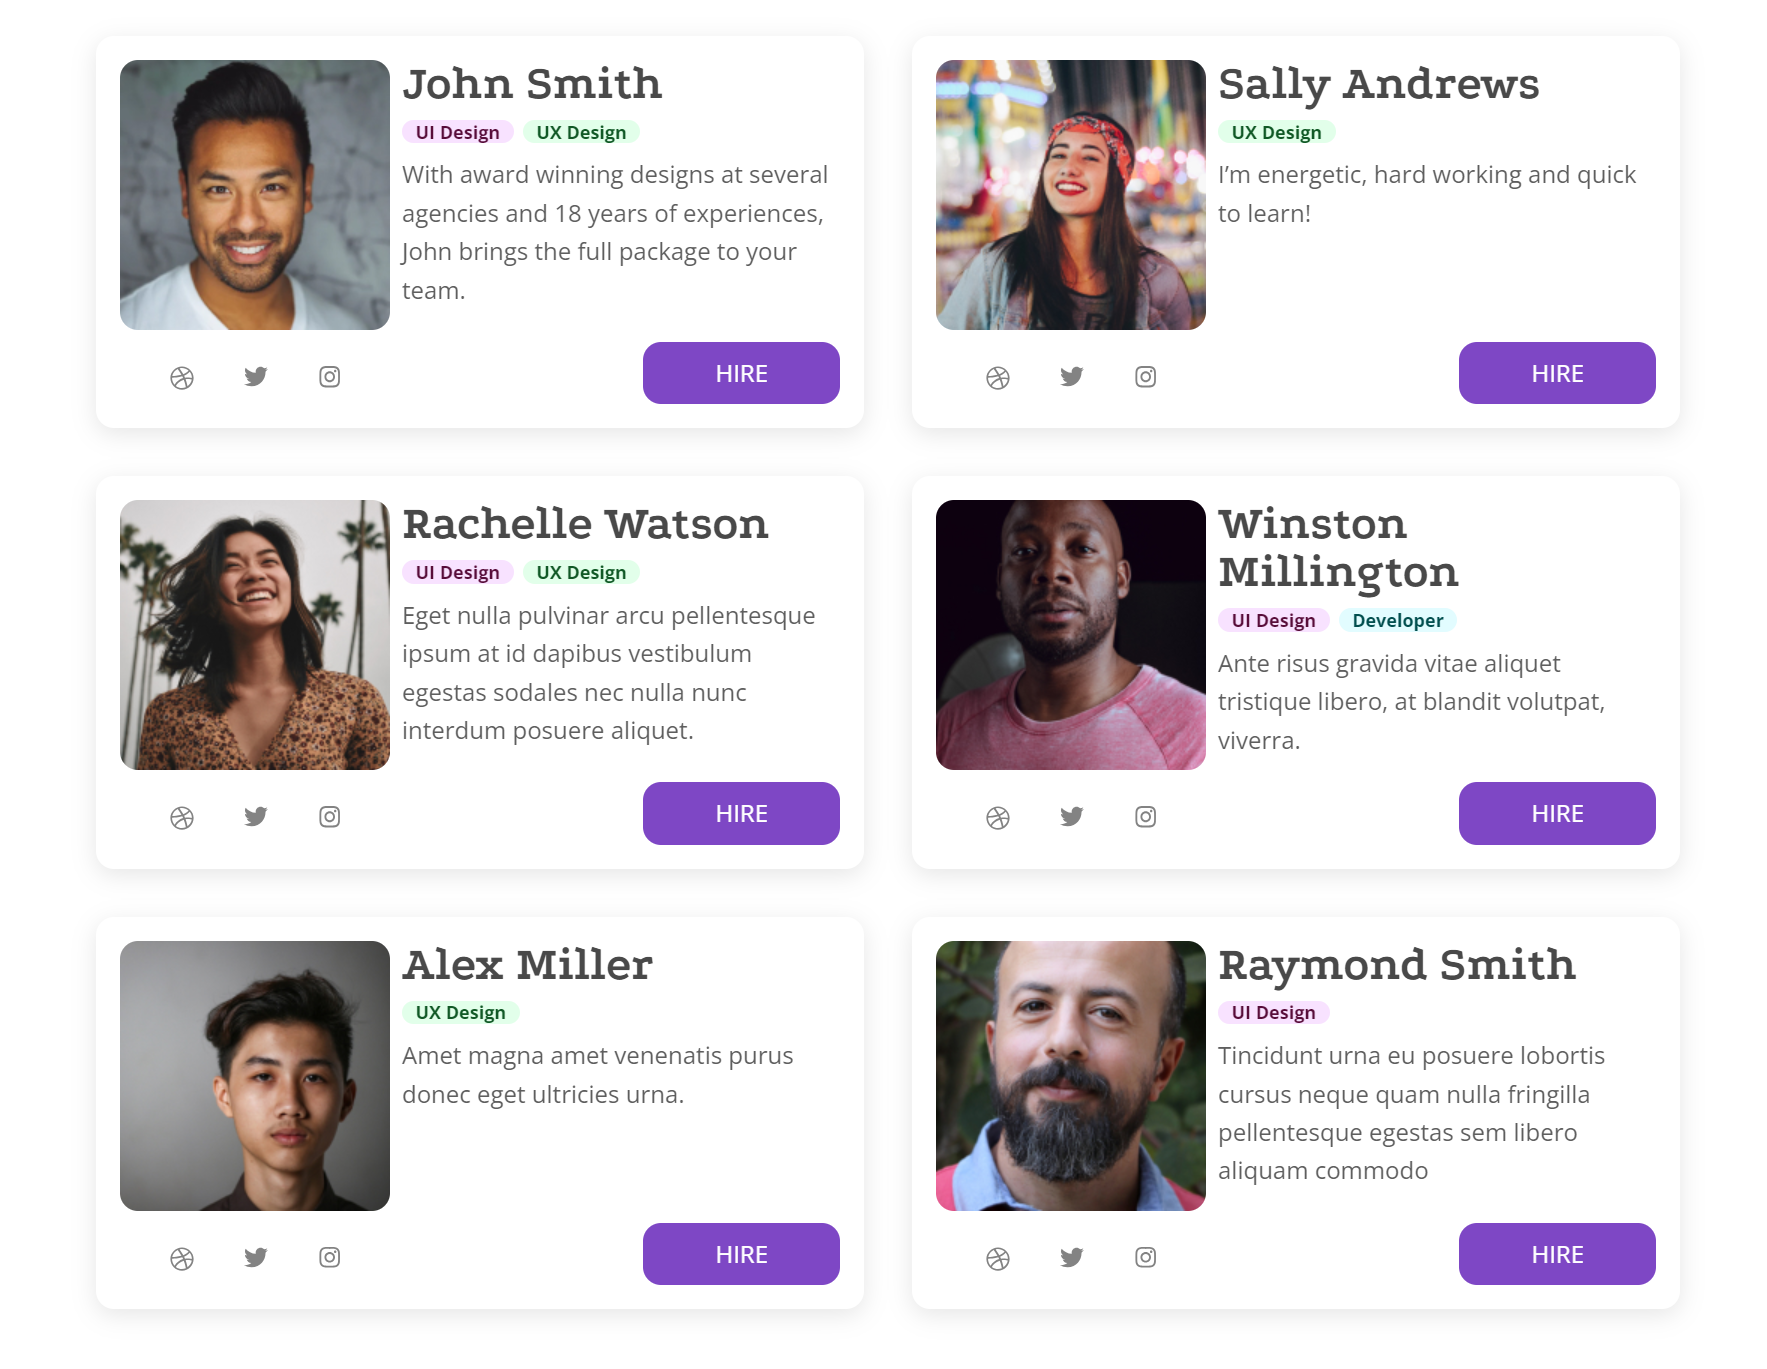 John Smith
UI Design UX Design
With award winning designs at several
agencies and 18 years of experiences,
John brings the full package to your
team.
HIRE
Sally Andrews
UX Design
I’m energetic, hard working and quick
to learn!
HIRE
Rachelle Watson
UI Design UX Design
Eget nulla pulvinar arcu pellentesque
ipsum at id dapibus vestibulum
egestas sodales nec nulla nunc
interdum posuere aliquet.
HIRE
Winston
Millington
UI Design Developer
Ante risus gravida vitae aliquet
tristique libero, at blandit volutpat,
viverra.
HIRE
Alex Miller
UX Design
Amet magna amet venenatis purus
donec eget ultricies urna.
HIRE
Raymond Smith
UI Design
Tincidunt urna eu posuere lobortis
cursus neque quam nulla fringilla
pellentesque egestas sem libero
aliquam commodo
HIRE